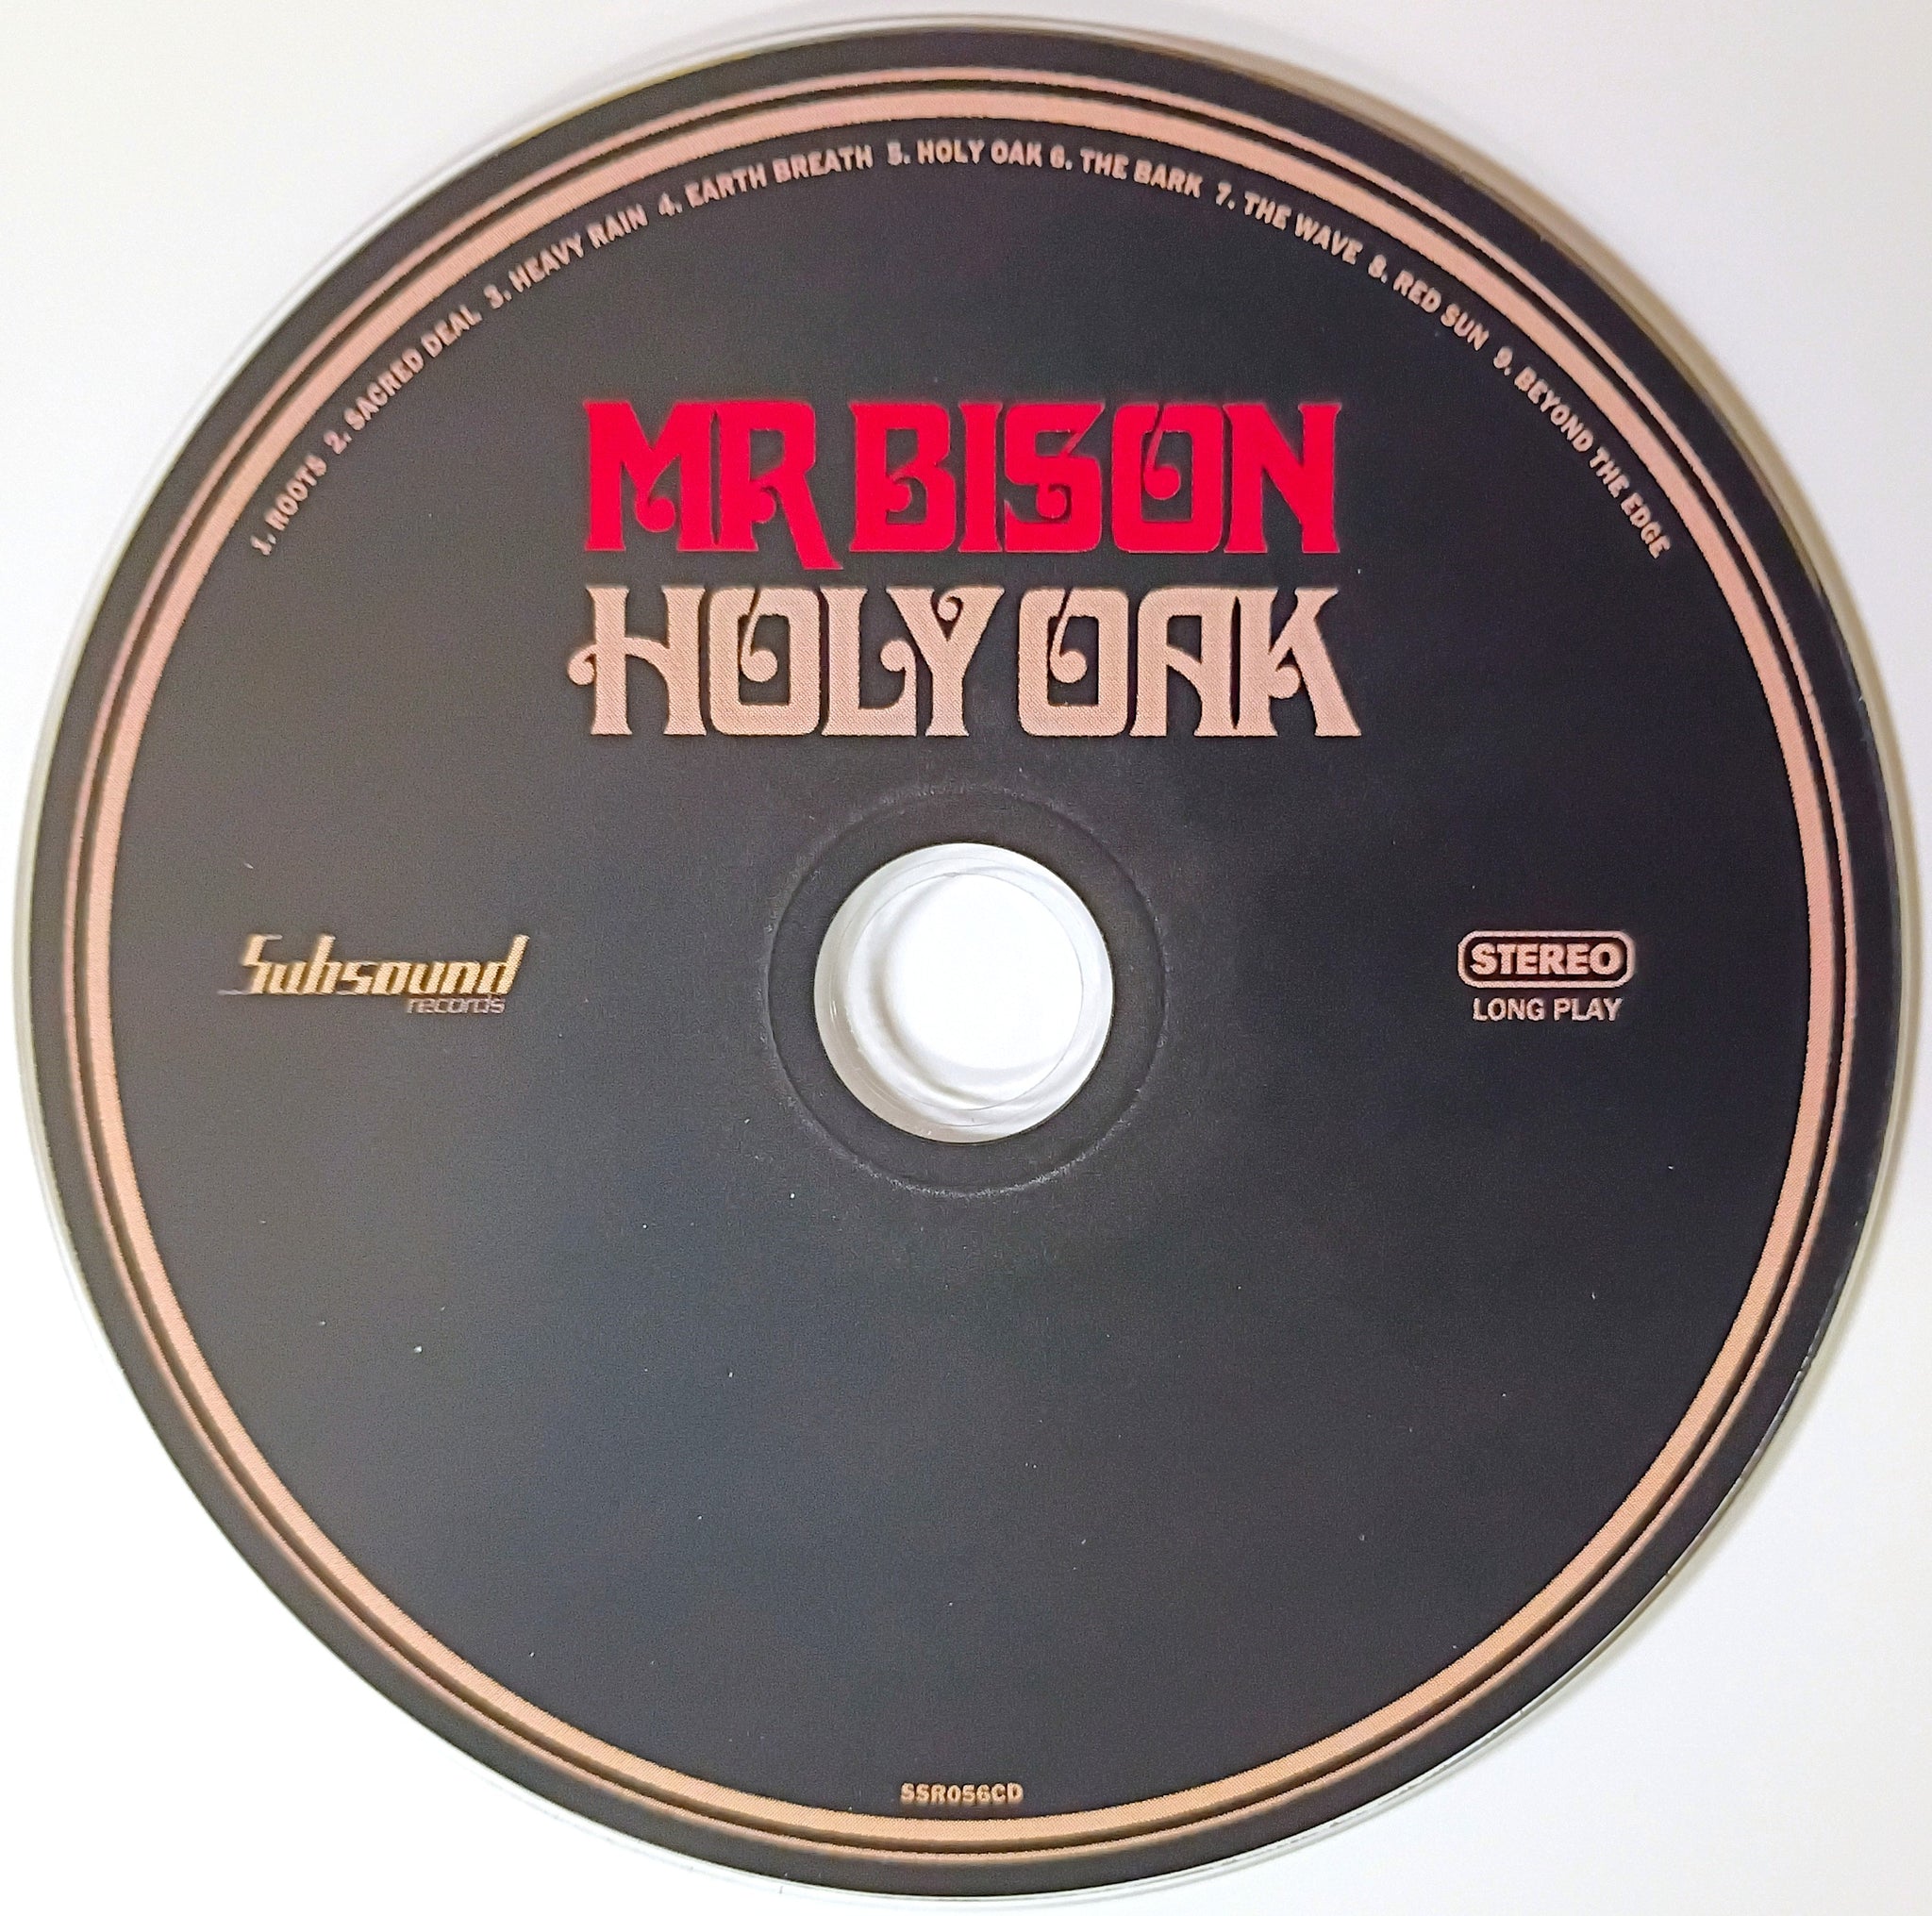 1. ROOTS 2. SACRED DEAL 3. HEAVY RAIN 4. EARTH BREATH 5. HOLY OAK 6. THE BARK 7. THE WAVE 8. RED SUN 9. BEYOND THE EDGE
MR BISON
HOLY OAK
Subsound
records
STEREO
LONG PLAY
SSR056CD